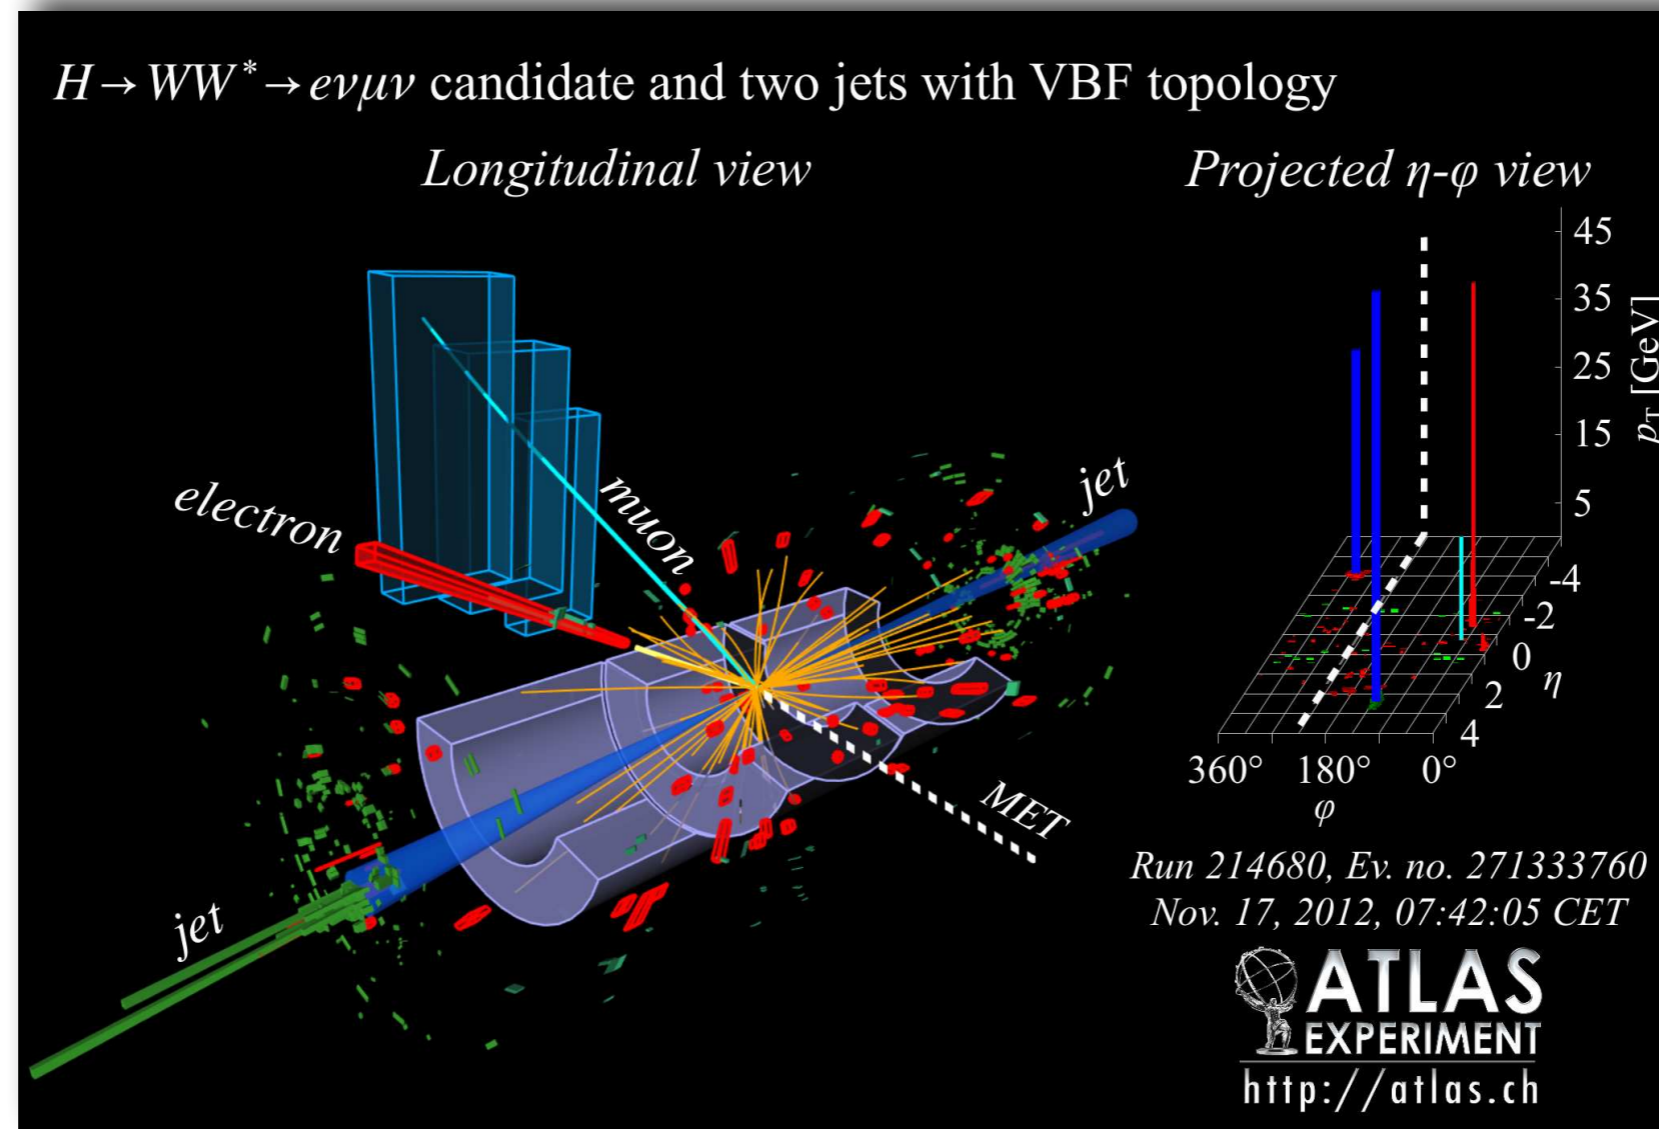 H → WW* → eνμν candidate and two jets with VBF topology
Longitudinal view
Projected η-φ view
electron
muon
jet
jet
MET
45
35
25
15
5
p_T [GeV]
-4
-2
0
2
4
η
360° 180° 0°
φ
Run 214680, Ev. no. 271333760
Nov. 17, 2012, 07:42:05 CET
ATLAS
EXPERIMENT
http://atlas.ch